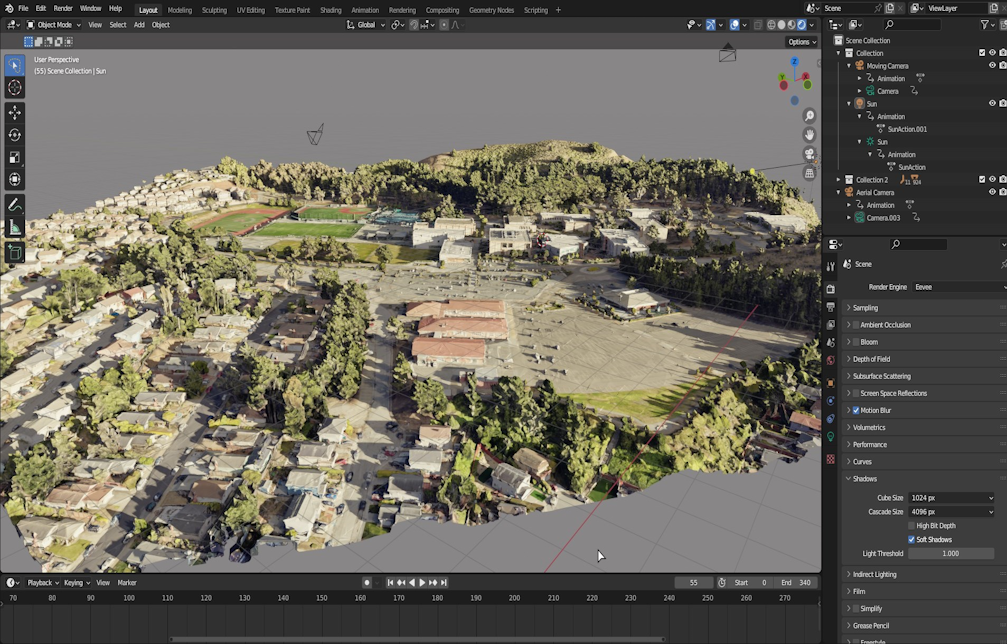 File Edit Render Window Help Layout Modeling Sculpting UV Editing Texture Paint Shading Animation Rendering Compositing Geometry Nodes Scripting + Scene ViewLayer
Object Mode View Select Add Object Global
Options
User Perspective
(55) Scene Collection | Sun
Z
Scene Collection
Collection
Moving Camera
Animation
Camera
Sun
Animation
SunAction.001
Sun
Animation
SunAction
Collection 2
Aerial Camera
Animation
Camera.003
Scene
Render Engine Eevee
Sampling
Ambient Occlusion
Bloom
Depth of Field
Subsurface Scattering
Screen Space Reflections
Motion Blur
Volumetrics
Performance
Curves
Shadows
Cube Size 1024 px
Cascade Size 4096 px
High Bit Depth
Soft Shadows
Light Threshold 1.000
Indirect Lighting
Film
Simplify
Grease Pencil
Freestyle
Playback Keying View Marker 55 Start 0 End 340
70 80 90 100 110 120 130 140 150 160 170 180 190 200 210 220 230 240 250 260 270